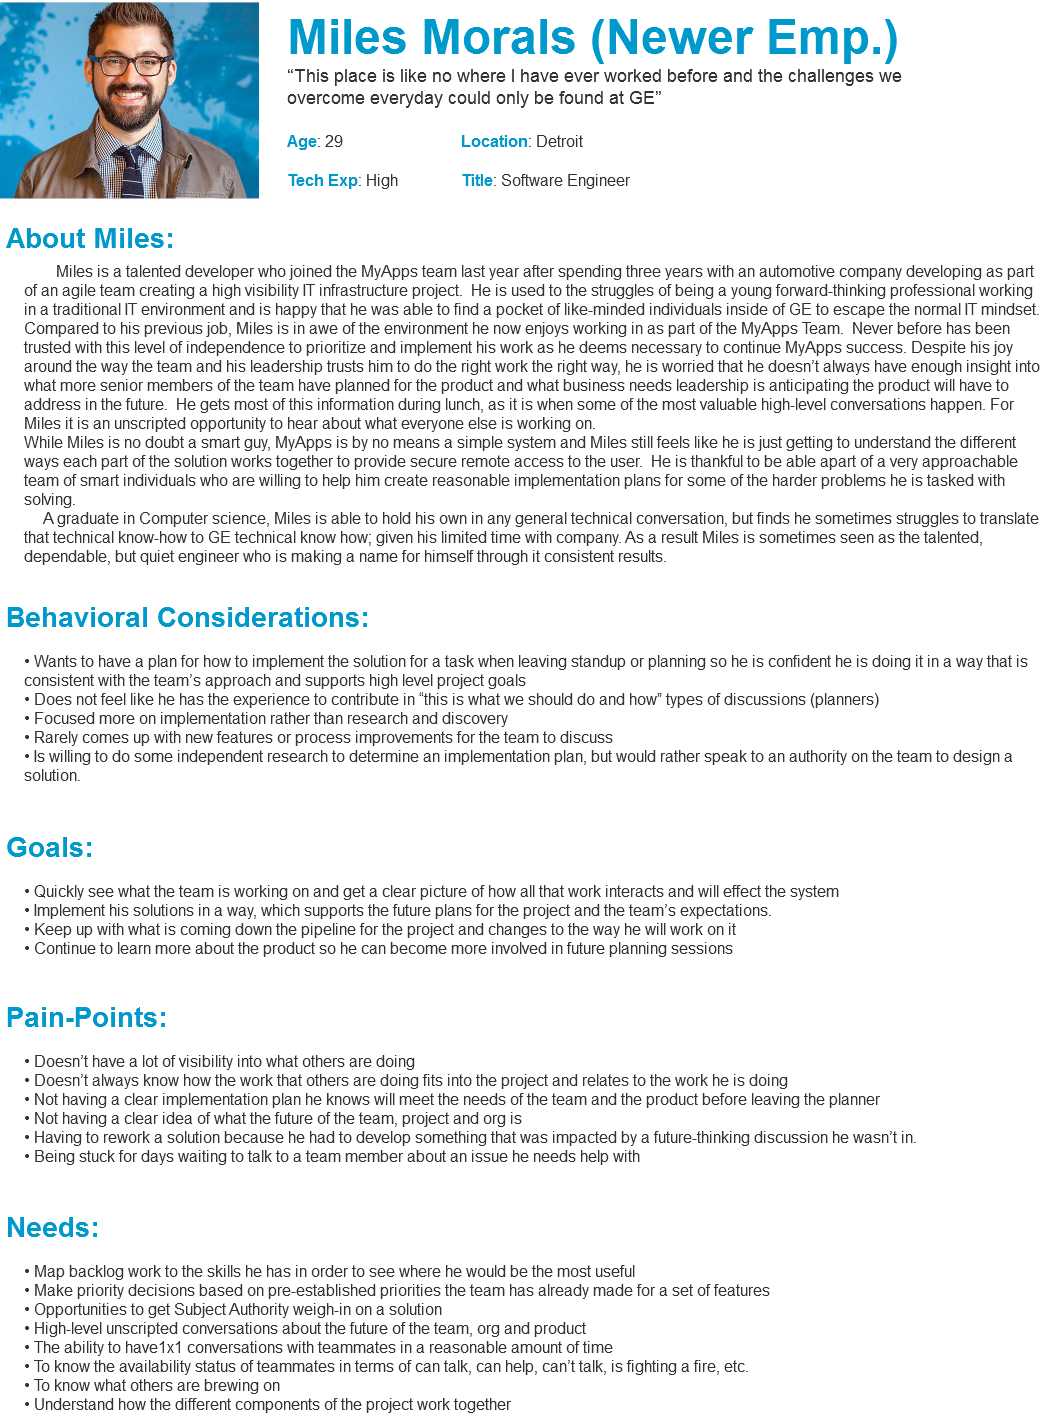 Miles Morals (Newer Emp.)
“This place is like no where I have ever worked before and the challenges we
overcome everyday could only be found at GE”
Age: 29 Location: Detroit
Tech Exp: High Title: Software Engineer
About Miles:
Miles is a talented developer who joined the MyApps team last year after spending three years with an automotive company developing as part
of an agile team creating a high visibility IT infrastructure project. He is used to the struggles of being a young forward-thinking professional working
in a traditional IT environment and is happy that he was able to find a pocket of like-minded individuals inside of GE to escape the normal IT mindset.
Compared to his previous job, Miles is in awe of the environment he now enjoys working in as part of the MyApps Team. Never before has been
trusted with this level of independence to prioritize and implement his work as he deems necessary to continue MyApps success. Despite his joy
around the way the team and his leadership trusts him to do the right work the right way, he is worried that he doesn’t always have enough insight into
what more senior members of the team have planned for the product and what business needs leadership is anticipating the product will have to
address in the future. He gets most of this information during lunch, as it is when some of the most valuable high-level conversations happen. For
Miles it is an unscripted opportunity to hear about what everyone else is working on.
While Miles is no doubt a smart guy, MyApps is by no means a simple system and Miles still feels like he is just getting to understand the different
ways each part of the solution works together to provide secure remote access to the user. He is thankful to be able apart of a very approachable
team of smart individuals who are willing to help him create reasonable implementation plans for some of the harder problems he is tasked with
solving.
A graduate in Computer science, Miles is able to hold his own in any general technical conversation, but finds he sometimes struggles to translate
that technical know-how to GE technical know how; given his limited time with company. As a result Miles is sometimes seen as the talented,
dependable, but quiet engineer who is making a name for himself through it consistent results.
Behavioral Considerations:
• Wants to have a plan for how to implement the solution for a task when leaving standup or planning so he is confident he is doing it in a way that is
consistent with the team’s approach and supports high level project goals
• Does not feel like he has the experience to contribute in “this is what we should do and how” types of discussions (planners)
• Focused more on implementation rather than research and discovery
• Rarely comes up with new features or process improvements for the team to discuss
• Is willing to do some independent research to determine an implementation plan, but would rather speak to an authority on the team to design a
solution.
Goals:
• Quickly see what the team is working on and get a clear picture of how all that work interacts and will effect the system
• Implement his solutions in a way, which supports the future plans for the project and the team’s expectations.
• Keep up with what is coming down the pipeline for the project and changes to the way he will work on it
• Continue to learn more about the product so he can become more involved in future planning sessions
Pain-Points:
• Doesn’t have a lot of visibility into what others are doing
• Doesn’t always know how the work that others are doing fits into the project and relates to the work he is doing
• Not having a clear implementation plan he knows will meet the needs of the team and the product before leaving the planner
• Not having a clear idea of what the future of the team, project and org is
• Having to rework a solution because he had to develop something that was impacted by a future-thinking discussion he wasn’t in.
• Being stuck for days waiting to talk to a team member about an issue he needs help with
Needs:
• Map backlog work to the skills he has in order to see where he would be the most useful
• Make priority decisions based on pre-established priorities the team has already made for a set of features
• Opportunities to get Subject Authority weigh-in on a solution
• High-level unscripted conversations about the future of the team, org and product
• The ability to have1x1 conversations with teammates in a reasonable amount of time
• To know the availability status of teammates in terms of can talk, can help, can’t talk, is fighting a fire, etc.
• To know what others are brewing on
• Understand how the different components of the project work together